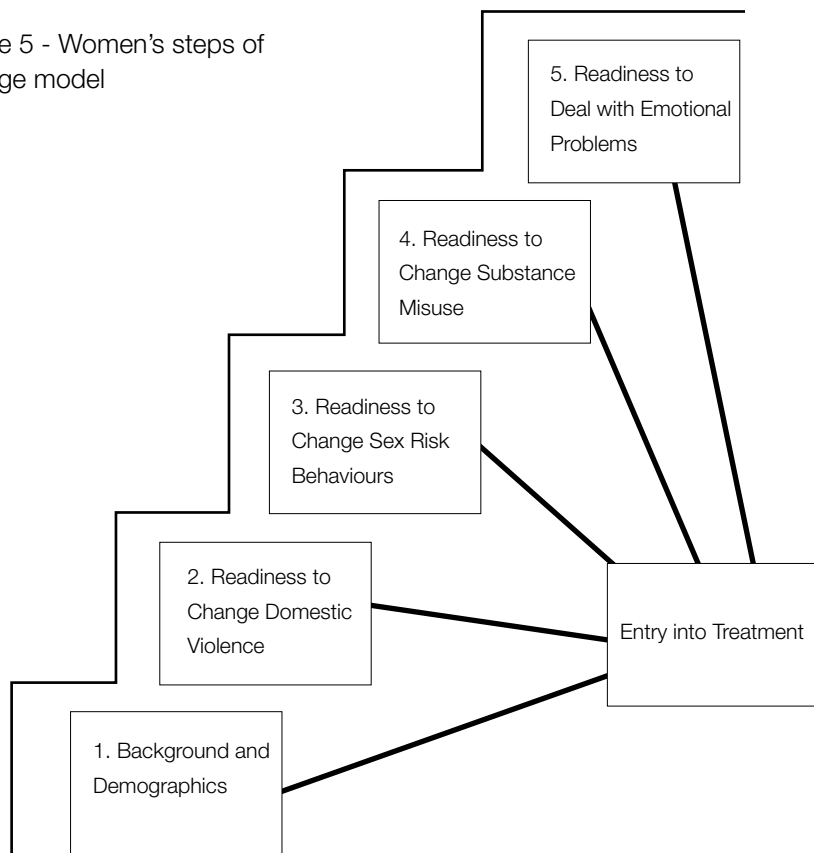 e 5 - Women's steps of
ge model
5. Readiness to
Deal with Emotional
Problems
4. Readiness to
Change Substance
Misuse
3. Readiness to
Change Sex Risk
Behaviours
2. Readiness to
Change Domestic
Violence
Entry into Treatment
1. Background and
Demographics